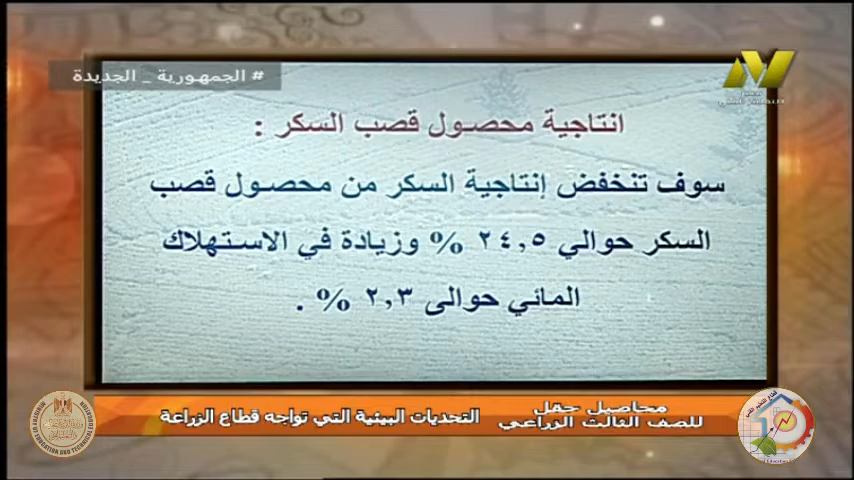 # الجمهورية _ الجديدة
انتاجية محصول قصب السكر :
سوف تنخفض إنتاجية السكر من محصول قصب
السكر حوالي ٢٤,٥ % وزيادة في الاستهلاك
المائي حوالى ٢,٣ % .
محاصيل حقل
للصف الثالث الزراعي
التحديات البيئية التي تواجه قطاع الزراعة